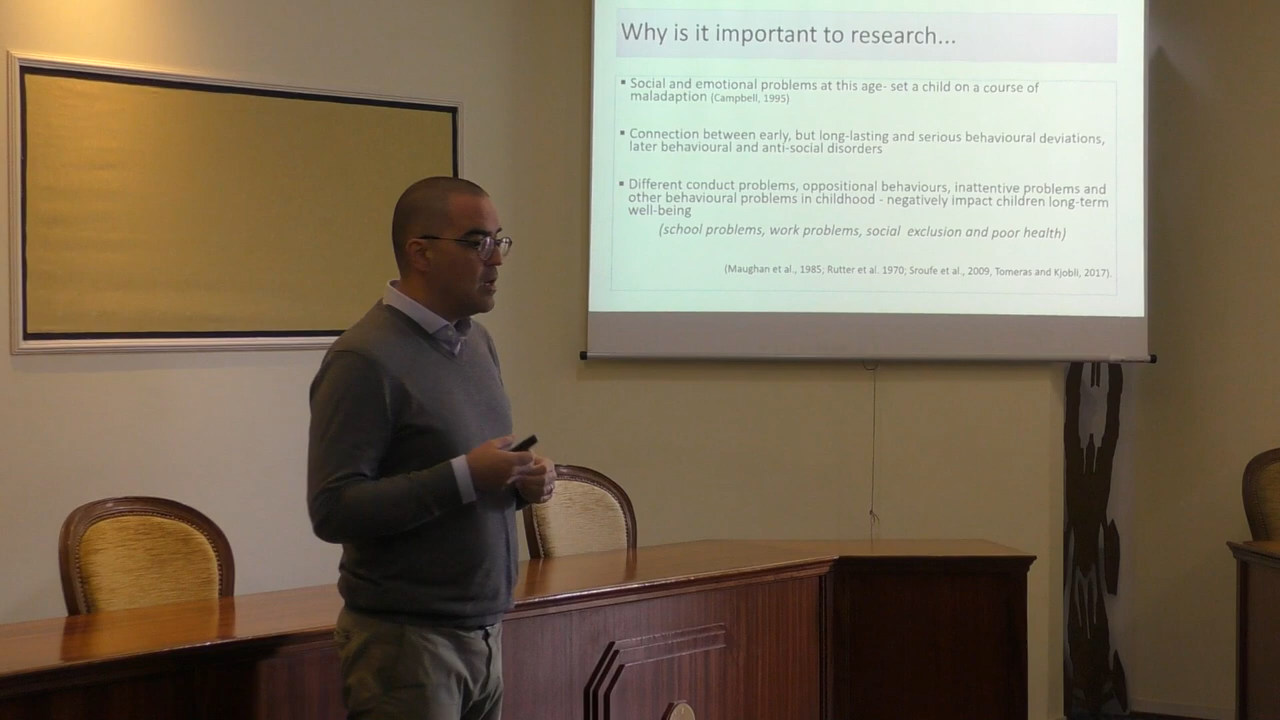 Why is it important to research...
▪ Social and emotional problems at this age- set a child on a course of
maladaption (Campbell, 1995)
▪ Connection between early, but long-lasting and serious behavioural deviations,
later behavioural and anti-social disorders
▪ Different conduct problems, oppositional behaviours, inattentive problems and
other behavioural problems in childhood - negatively impact children long-term
well-being
(school problems, work problems, social exclusion and poor health)
(Maughan et al., 1985; Rutter et al. 1970; Sroufe et al., 2009, Tomeras and Kjobli, 2017).